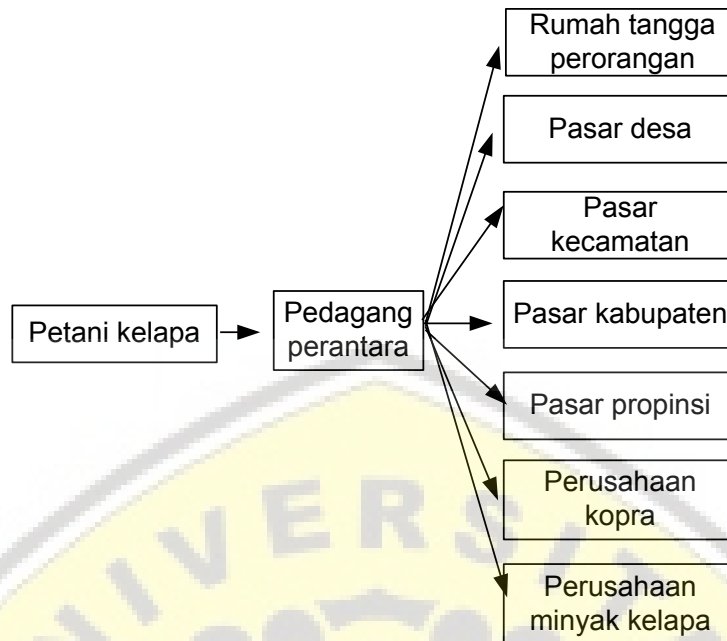 Rumah tangga
perorangan
Pasar desa
Pasar
kecamatan
Petani kelapa
Pedagang
perantara
Pasar kabupaten
Pasar propinsi
Perusahaan
kopra
Perusahaan
minyak kelapa
UNIVERSIT